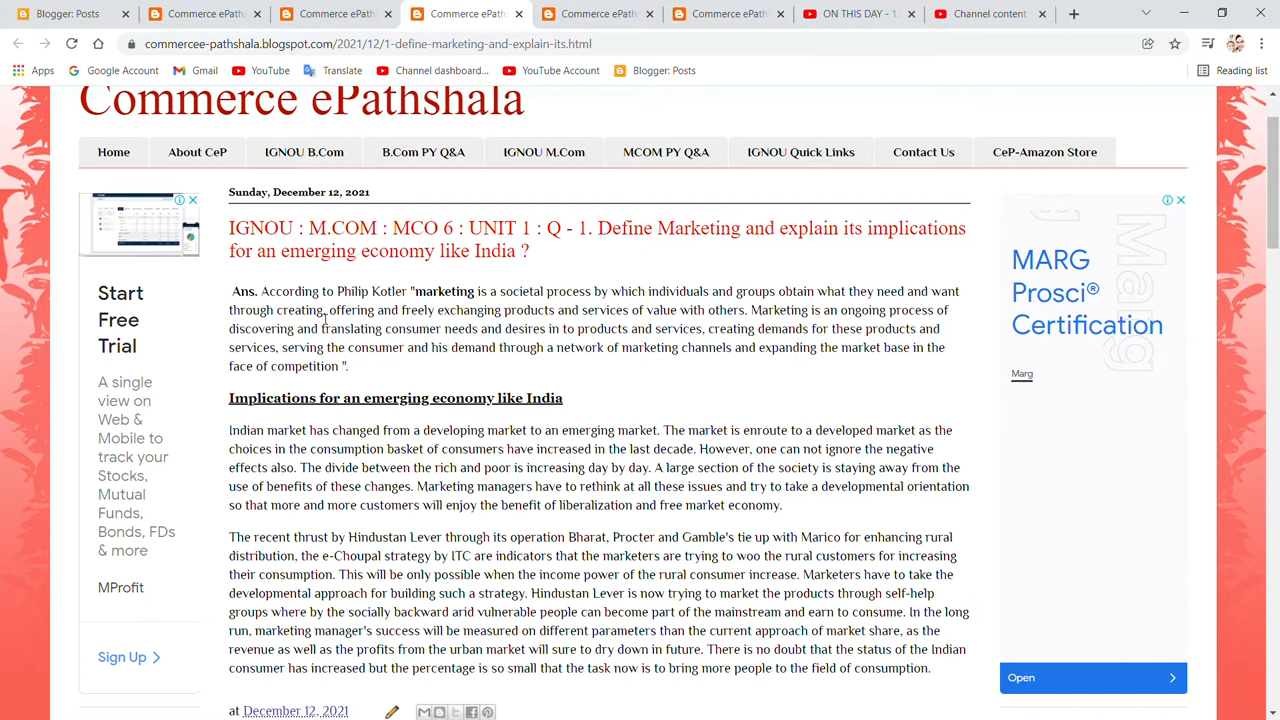 Blogger: Posts
Commerce ePath
Commerce ePath
Commerce ePath
Commerce ePath
Commerce ePath
ON THIS DAY - 13
Channel content
commercee-pathshala.blogspot.com/2021/12/1-define-marketing-and-explain-its.html
Apps
Google Account
Gmail
YouTube
Translate
Channel dashboard...
YouTube Account
Blogger: Posts
Reading list
Commerce ePathshala
Home
About CeP
IGNOU B.Com
B.Com PY Q&A
IGNOU M.Com
MCOM PY Q&A
IGNOU Quick Links
Contact Us
CeP-Amazon Store
Sunday, December 12, 2021
IGNOU : M.COM : MCO 6 : UNIT 1 : Q - 1. Define Marketing and explain its implications
for an emerging economy like India ?
Ans. According to Philip Kotler "marketing is a societal process by which individuals and groups obtain what they need and want
through creating, offering and freely exchanging products and services of value with others. Marketing is an ongoing process of
discovering and translating consumer needs and desires in to products and services, creating demands for these products and
services, serving the consumer and his demand through a network of marketing channels and expanding the market base in the
face of competition ".
Implications for an emerging economy like India
Indian market has changed from a developing market to an emerging market. The market is enroute to a developed market as the
choices in the consumption basket of consumers have increased in the last decade. However, one can not ignore the negative
effects also. The divide between the rich and poor is increasing day by day. A large section of the society is staying away from the
use of benefits of these changes. Marketing managers have to rethink at all these issues and try to take a developmental orientation
so that more and more customers will enjoy the benefit of liberalization and free market economy.
The recent thrust by Hindustan Lever through its operation Bharat, Procter and Gamble's tie up with Marico for enhancing rural
distribution, the e-Choupal strategy by ITC are indicators that the marketers are trying to woo the rural customers for increasing
their consumption. This will be only possible when the income power of the rural consumer increase. Marketers have to take the
developmental approach for building such a strategy. Hindustan Lever is now trying to market the products through self-help
groups where by the socially backward arid vulnerable people can become part of the mainstream and earn to consume. In the long
run, marketing manager's success will be measured on different parameters than the current approach of market share, as the
revenue as well as the profits from the urban market will sure to dry down in future. There is no doubt that the status of the Indian
consumer has increased but the percentage is so small that the task now is to bring more people to the field of consumption.
at December 12, 2021
Start
Free
Trial
A single
view on
Web &
Mobile to
track your
Stocks,
Mutual
Funds,
Bonds, FDs
& more
MProfit
Sign Up
Marg
MARG
Prosci®
Certification
Marg
Open